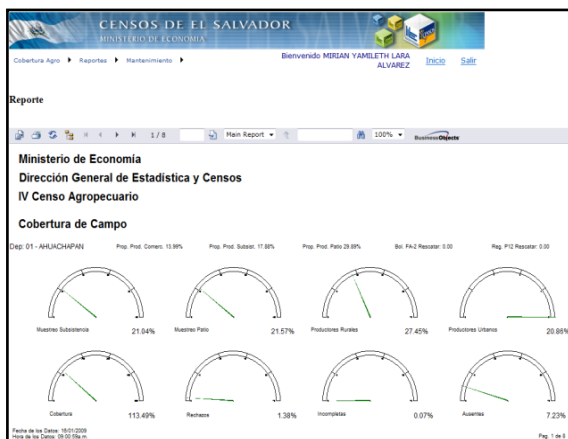 CENSOS DE EL SALVADOR
MINISTERIO DE ECONOMIA
Cobertura Agro Reportes Mantenimiento
Bienvenido MIRIAN YAMILETH LARA
ALVAREZ
Inicio Salir
Reporte
1 / 8 Main Report 100% BusinessObjects
Ministerio de Economía
Dirección General de Estadística y Censos
IV Censo Agropecuario
Cobertura de Campo
Dep: 01 - AHUACHAPAN Prop. Prod. Comerc. 13.99% Prop. Prod. Subsist. 17.88% Prop. Prod. Patio 29.89% Bol. FA-2 Rescatar: 0.00 Reg. P12 Rescatar: 0.00
Muestreo Subsistencia 21.04% Muestreo Patio 21.57% Productores Rurales 27.45% Productores Urbanos 20.86%
Cobertura 113.49% Rechazos 1.38% Incompletas 0.07% Ausentes 7.23%
Fecha de los Datos: 16/01/2009
Hora de los Datos: 09:00:59a.m.
Pag. 1 de 8